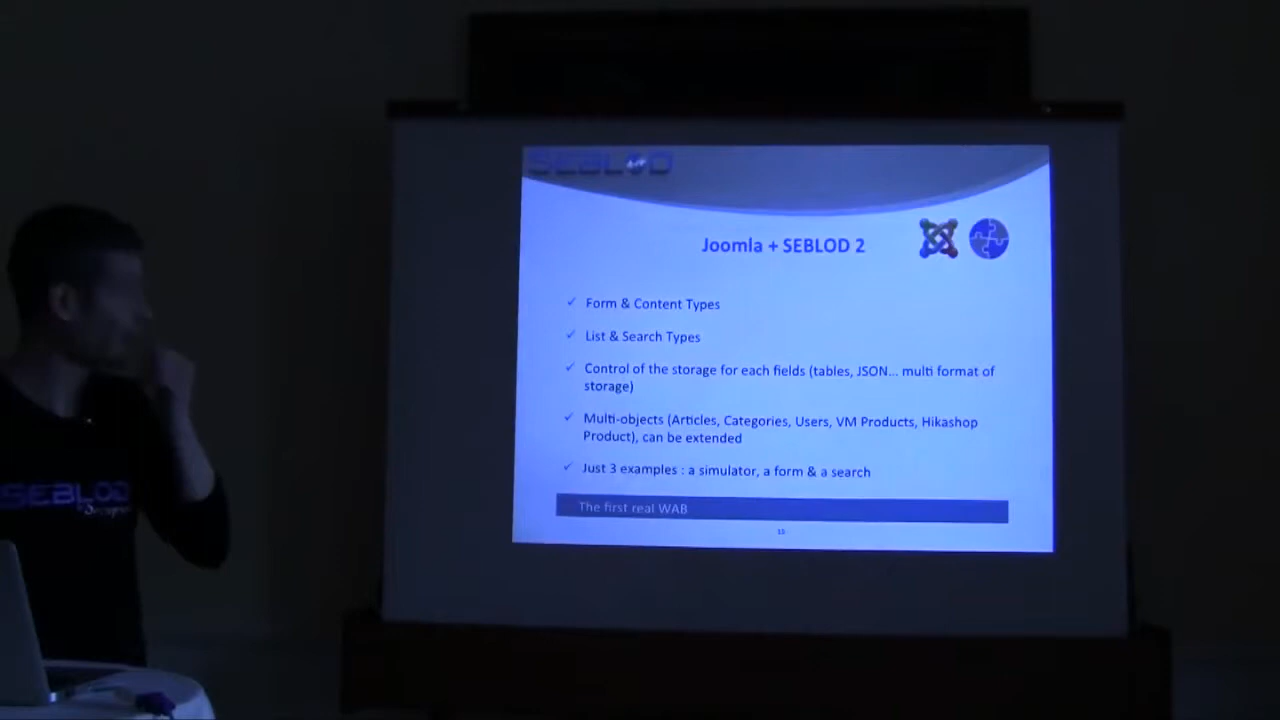 SEBLOD
Joomla + SEBLOD 2
✓ Form & Content Types
✓ List & Search Types
✓ Control of the storage for each fields (tables, JSON... multi format of
storage)
✓ Multi-objects (Articles, Categories, Users, VM Products, Hikashop
Product), can be extended
✓ Just 3 examples : a simulator, a form & a search
The first real WAB
SEBLOD